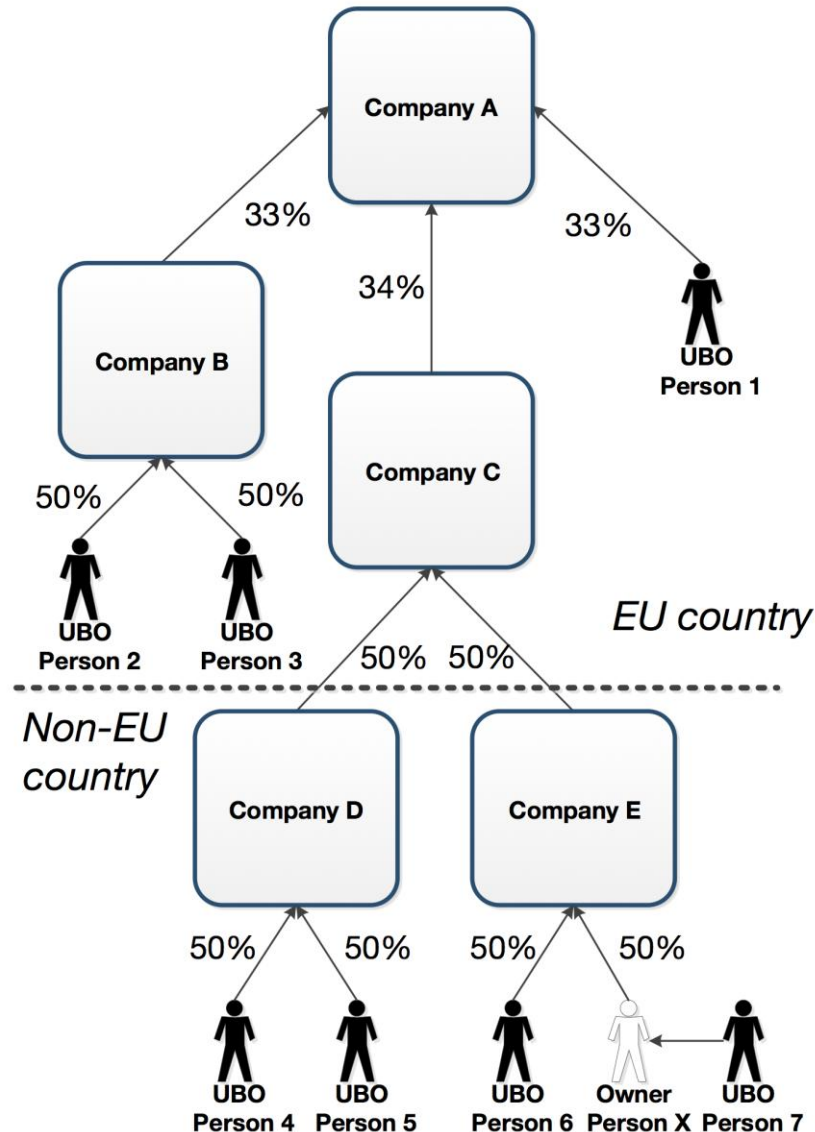 Company A
33%
33%
34%
Company B
UBO
Person 1
Company C
50%
50%
UBO
Person 2
UBO
Person 3
EU country
50%
50%
Non-EU
country
Company D
Company E
50%
50%
50%
50%
UBO
Person 4
UBO
Person 5
UBO
Person 6
Owner
Person X
UBO
Person 7